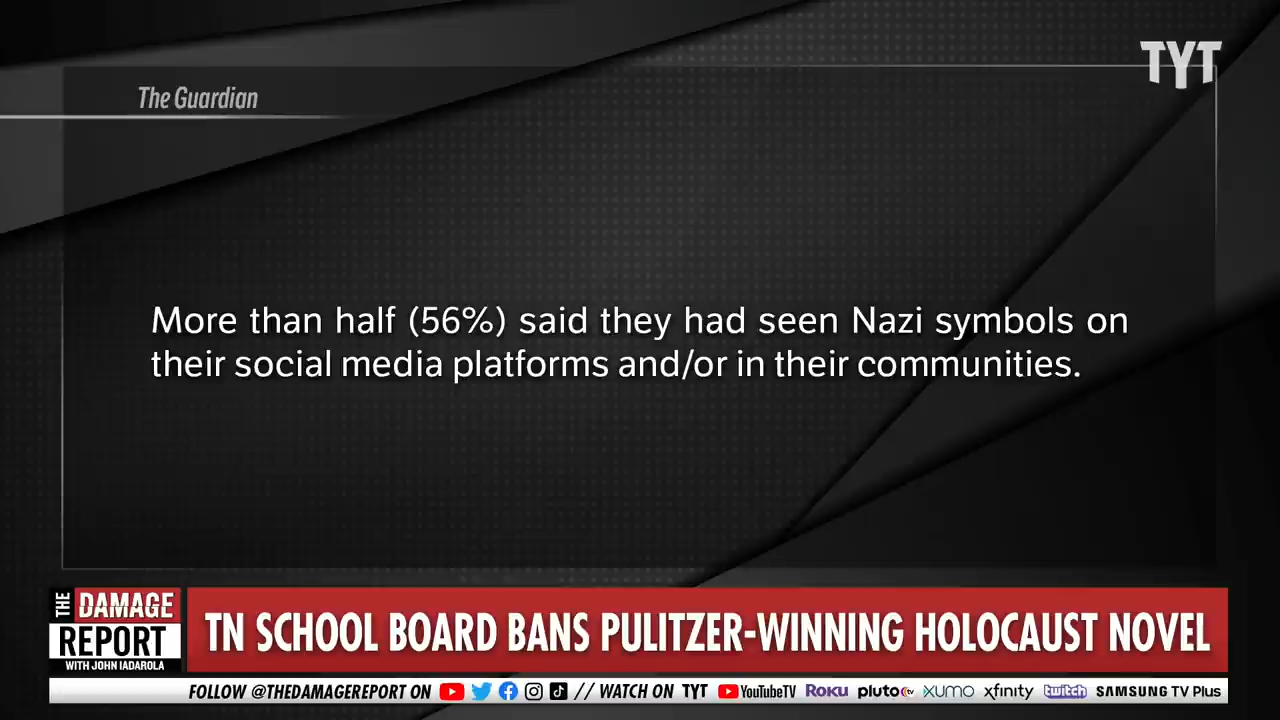 TYT
The Guardian
More than half (56%) said they had seen Nazi symbols on
their social media platforms and/or in their communities.
THE DAMAGE
REPORT
WITH JOHN IADAROLA
TN SCHOOL BOARD BANS PULITZER-WINNING HOLOCAUST NOVEL
FOLLOW @THEDAMAGEREPORT ON // WATCH ON TYT YouTubeTV ROKU pluto tv XUMO xfinity twitch SAMSUNG TV Plus